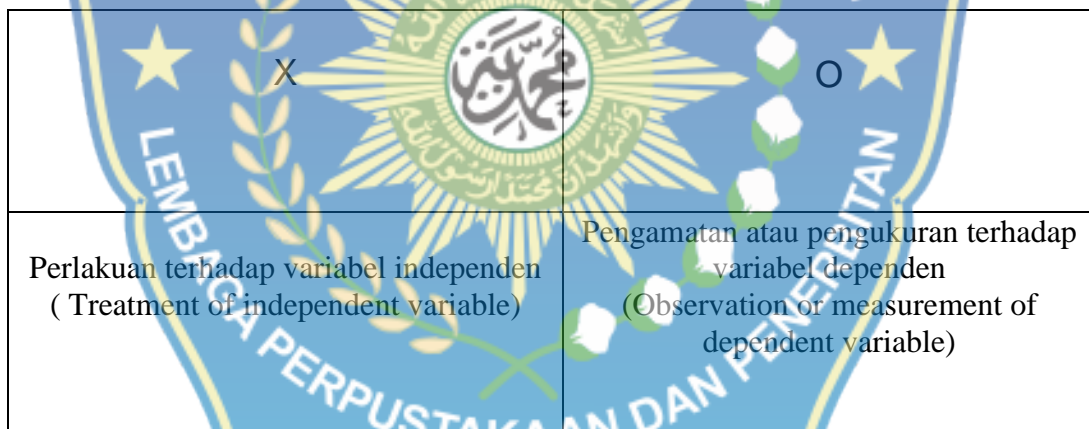 X
O
Perlakuan terhadap variabel independen
( Treatment of independent variable)
Pengamatan atau pengukuran terhadap
variabel dependen
(Observation or measurement of
dependent variable)
LEMBAGA PERPUSTAKAAN DAN PENERBITAN
محمدية